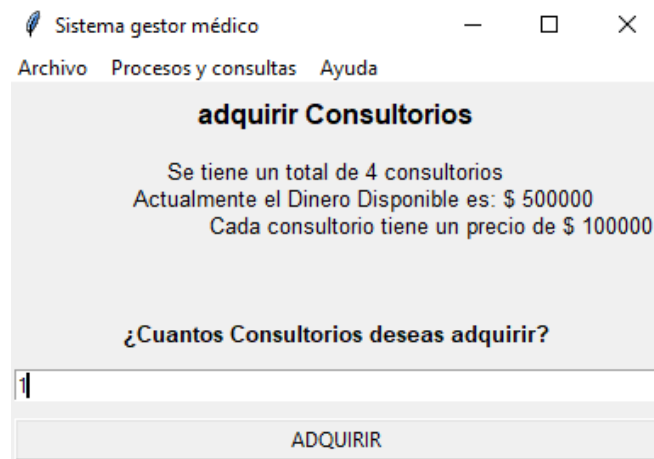 Sistema gestor médico
Archivo Procesos y consultas Ayuda
adquirir Consultorios
Se tiene un total de 4 consultorios
Actualmente el Dinero Disponible es: $ 500000
Cada consultorio tiene un precio de $ 100000
¿Cuantos Consultorios deseas adquirir?
1
ADQUIRIR